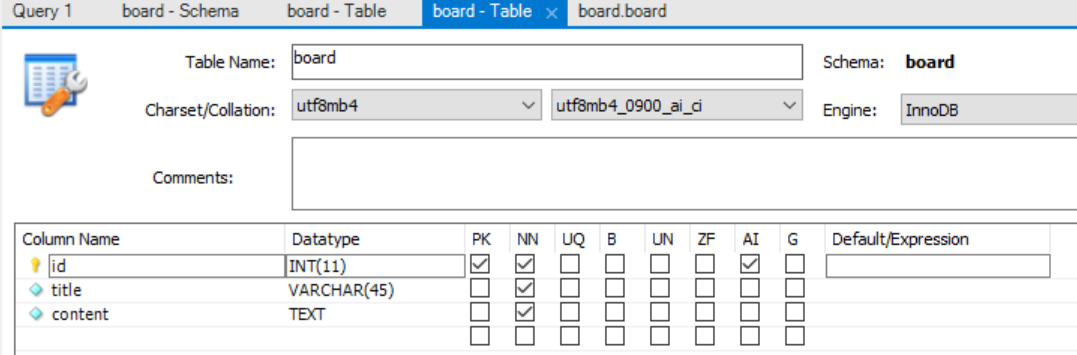 Query 1 board - Schema board - Table board - Table × board.board
Table Name: board Schema: board
Charset/Collation: utf8mb4 utf8mb4_0900_ai_ci Engine: InnoDB
Comments:
Column Name Datatype PK NN UQ B UN ZF AI G Default/Expression
id INT(11)
title VARCHAR(45)
content TEXT